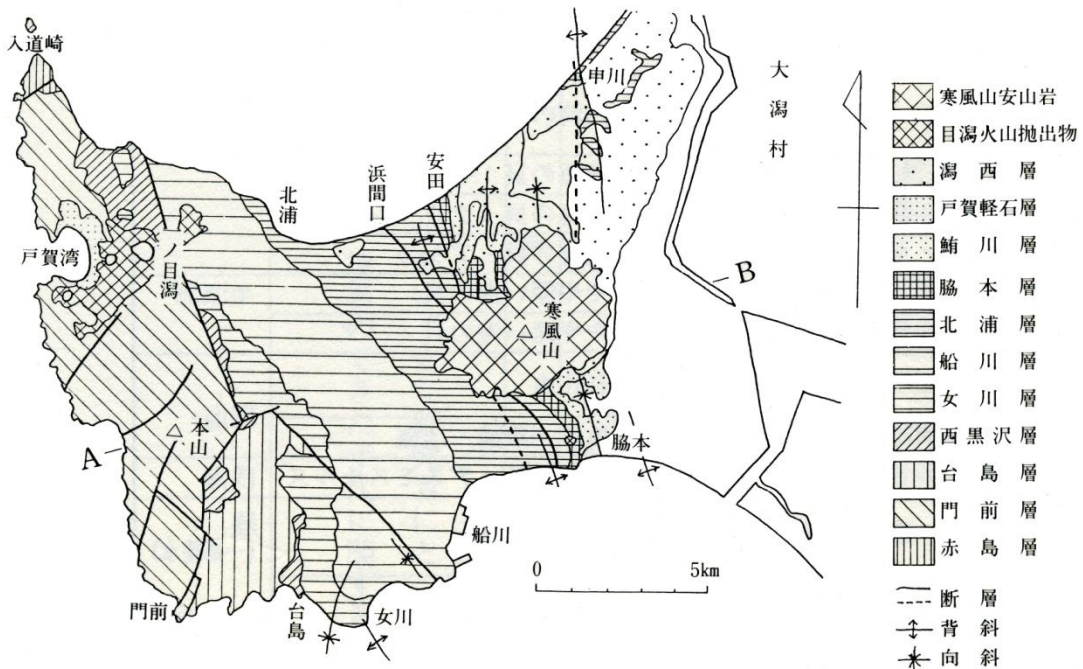 入道崎
戸賀湾
一ノ目潟
北浦
浜間口
安田
申川
大潟村
寒風山
本山
A
B
脇本
船川
門前
台島
女川
0 5km
寒風山安山岩
目潟火山抛出物
潟西層
戸賀軽石層
鮪川層
脇本層
北浦層
船川層
女川層
西黒沢層
台島層
門前層
赤島層
断層
背斜
向斜